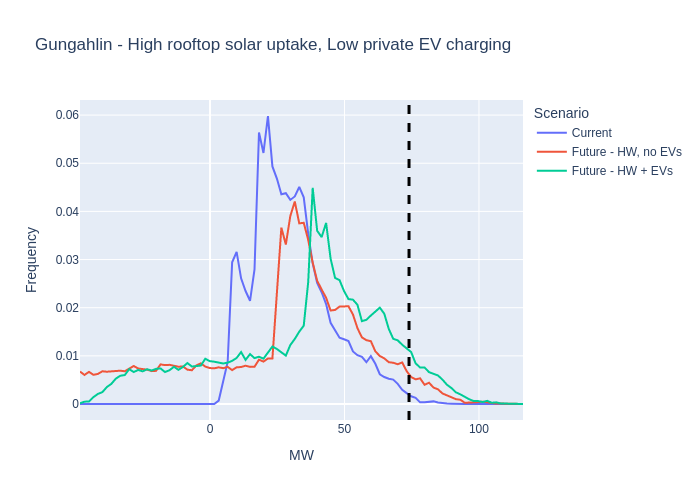 Gungahlin - High rooftop solar uptake, Low private EV charging
Scenario
Current
Future - HW, no EVs
Future - HW + EVs
Frequency
0.06
0.05
0.04
0.03
0.02
0.01
0
0
50
100
MW